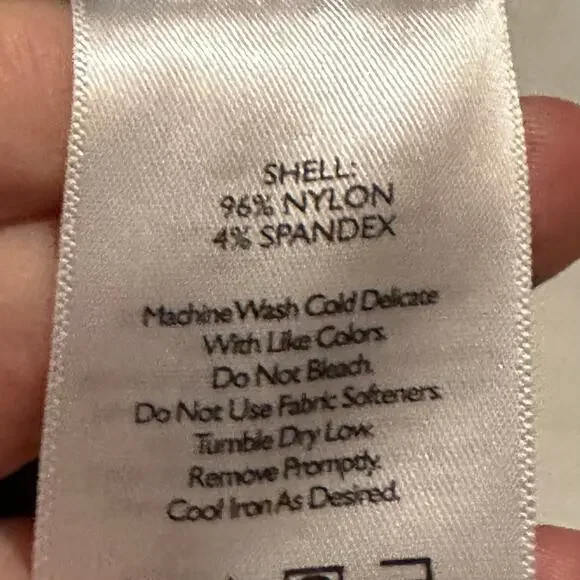 SHELL:
96% NYLON
4% SPANDEX
Machine Wash Cold Delicate
With Like Colors.
Do Not Bleach.
Do Not Use Fabric Softeners.
Tumble Dry Low.
Remove Promptly.
Cool Iron As Desired.